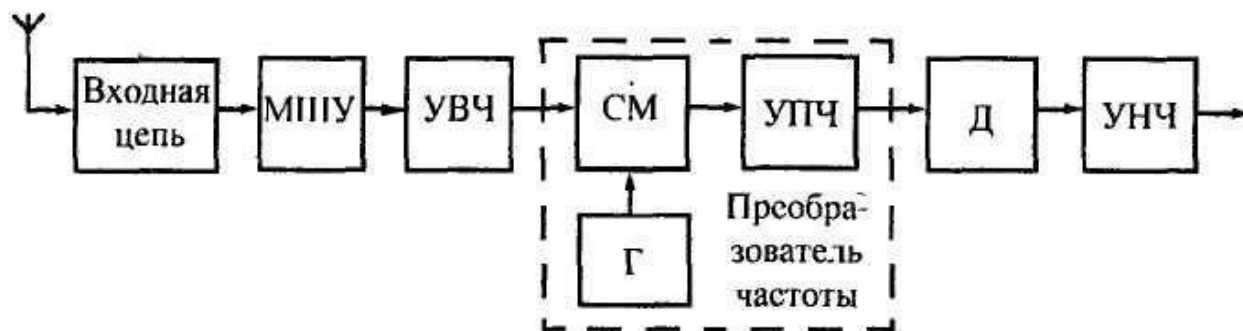 Входная
цепь
МШУ
УВЧ
СМ
УПЧ
Д
УНЧ
Г
Преобра-
зователь
частоты